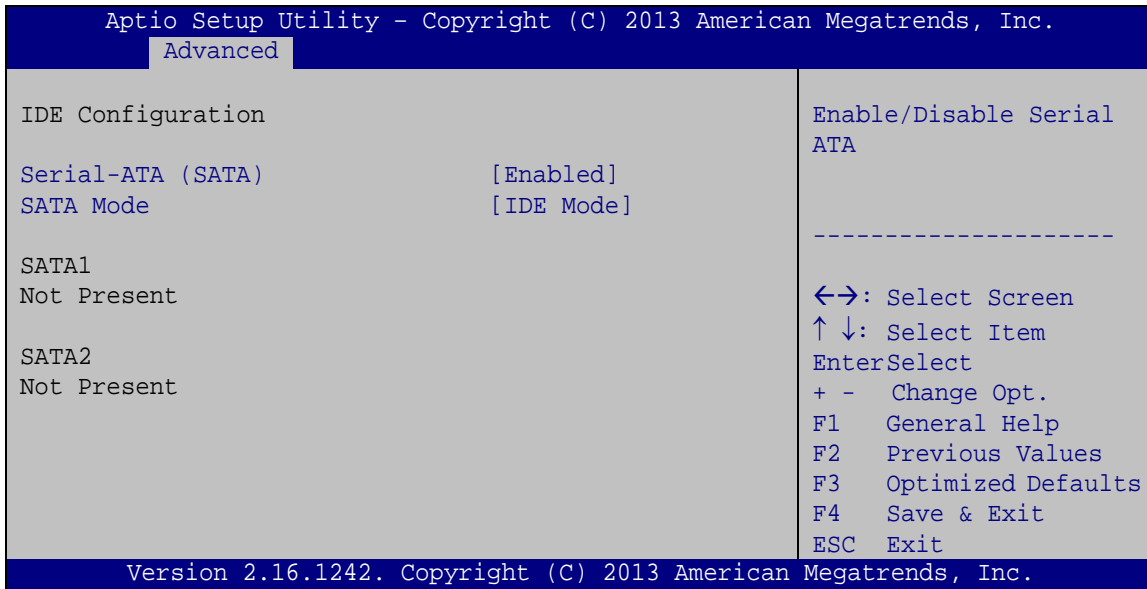 Aptio Setup Utility – Copyright (C) 2013 American Megatrends, Inc.
Advanced
IDE Configuration
Serial-ATA (SATA) [Enabled]
SATA Mode [IDE Mode]
SATA1
Not Present
SATA2
Not Present
Enable/Disable Serial
ATA
---------------------
←→: Select Screen
↑ ↓: Select Item
EnterSelect
+ - Change Opt.
F1 General Help
F2 Previous Values
F3 Optimized Defaults
F4 Save & Exit
ESC Exit
Version 2.16.1242. Copyright (C) 2013 American Megatrends, Inc.